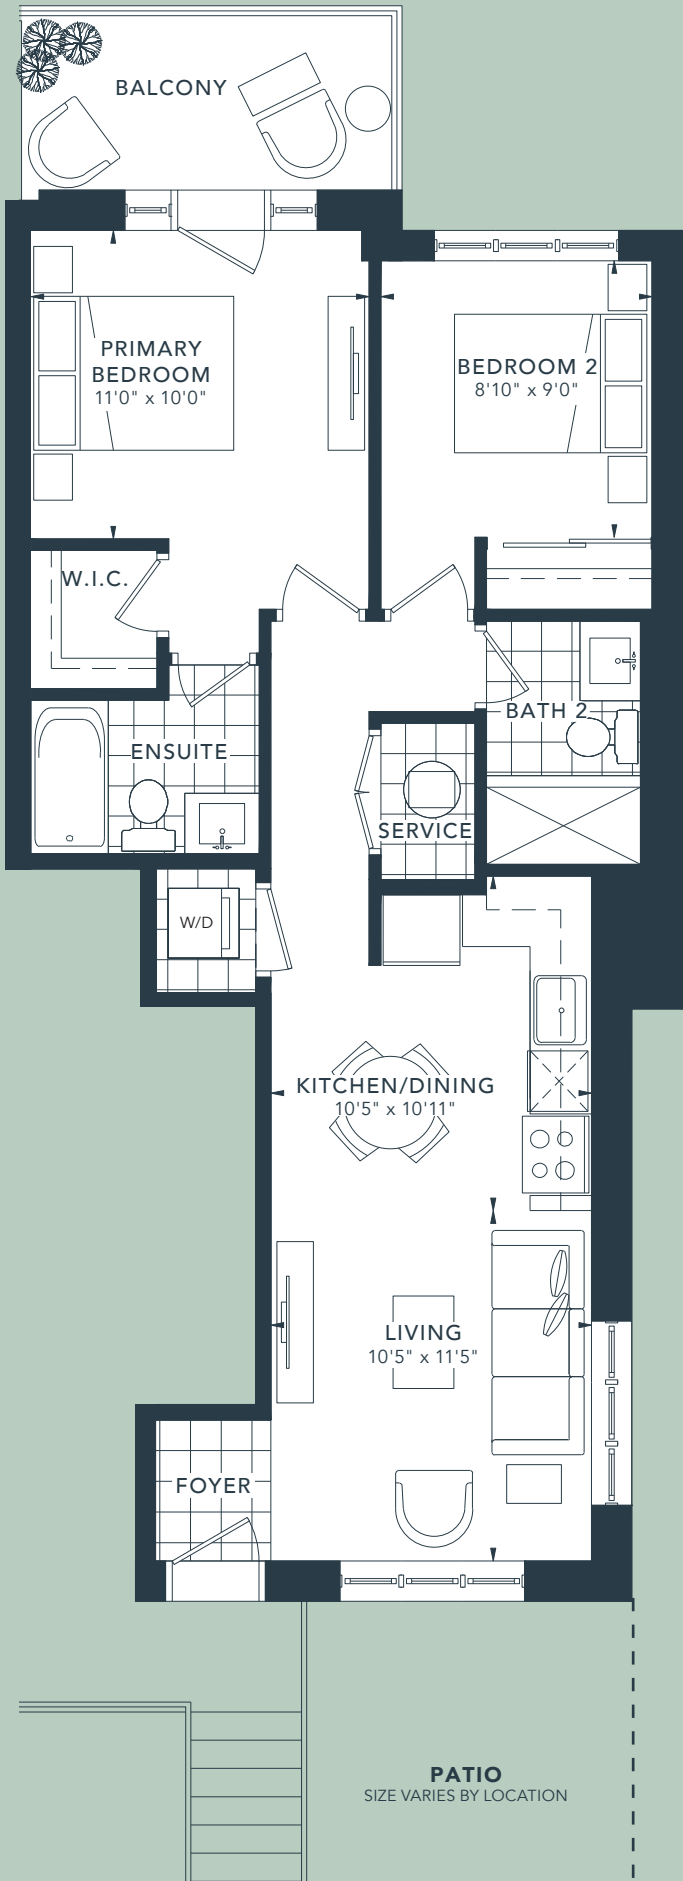 BALCONY
PRIMARY
BEDROOM
11'0" x 10'0"
BEDROOM 2
8'10" x 9'0"
W.I.C.
BATH 2
ENSUITE
SERVICE
W/D
KITCHEN/DINING
10'5" x 10'11"
LIVING
10'5" x 11'5"
FOYER
PATIO
SIZE VARIES BY LOCATION